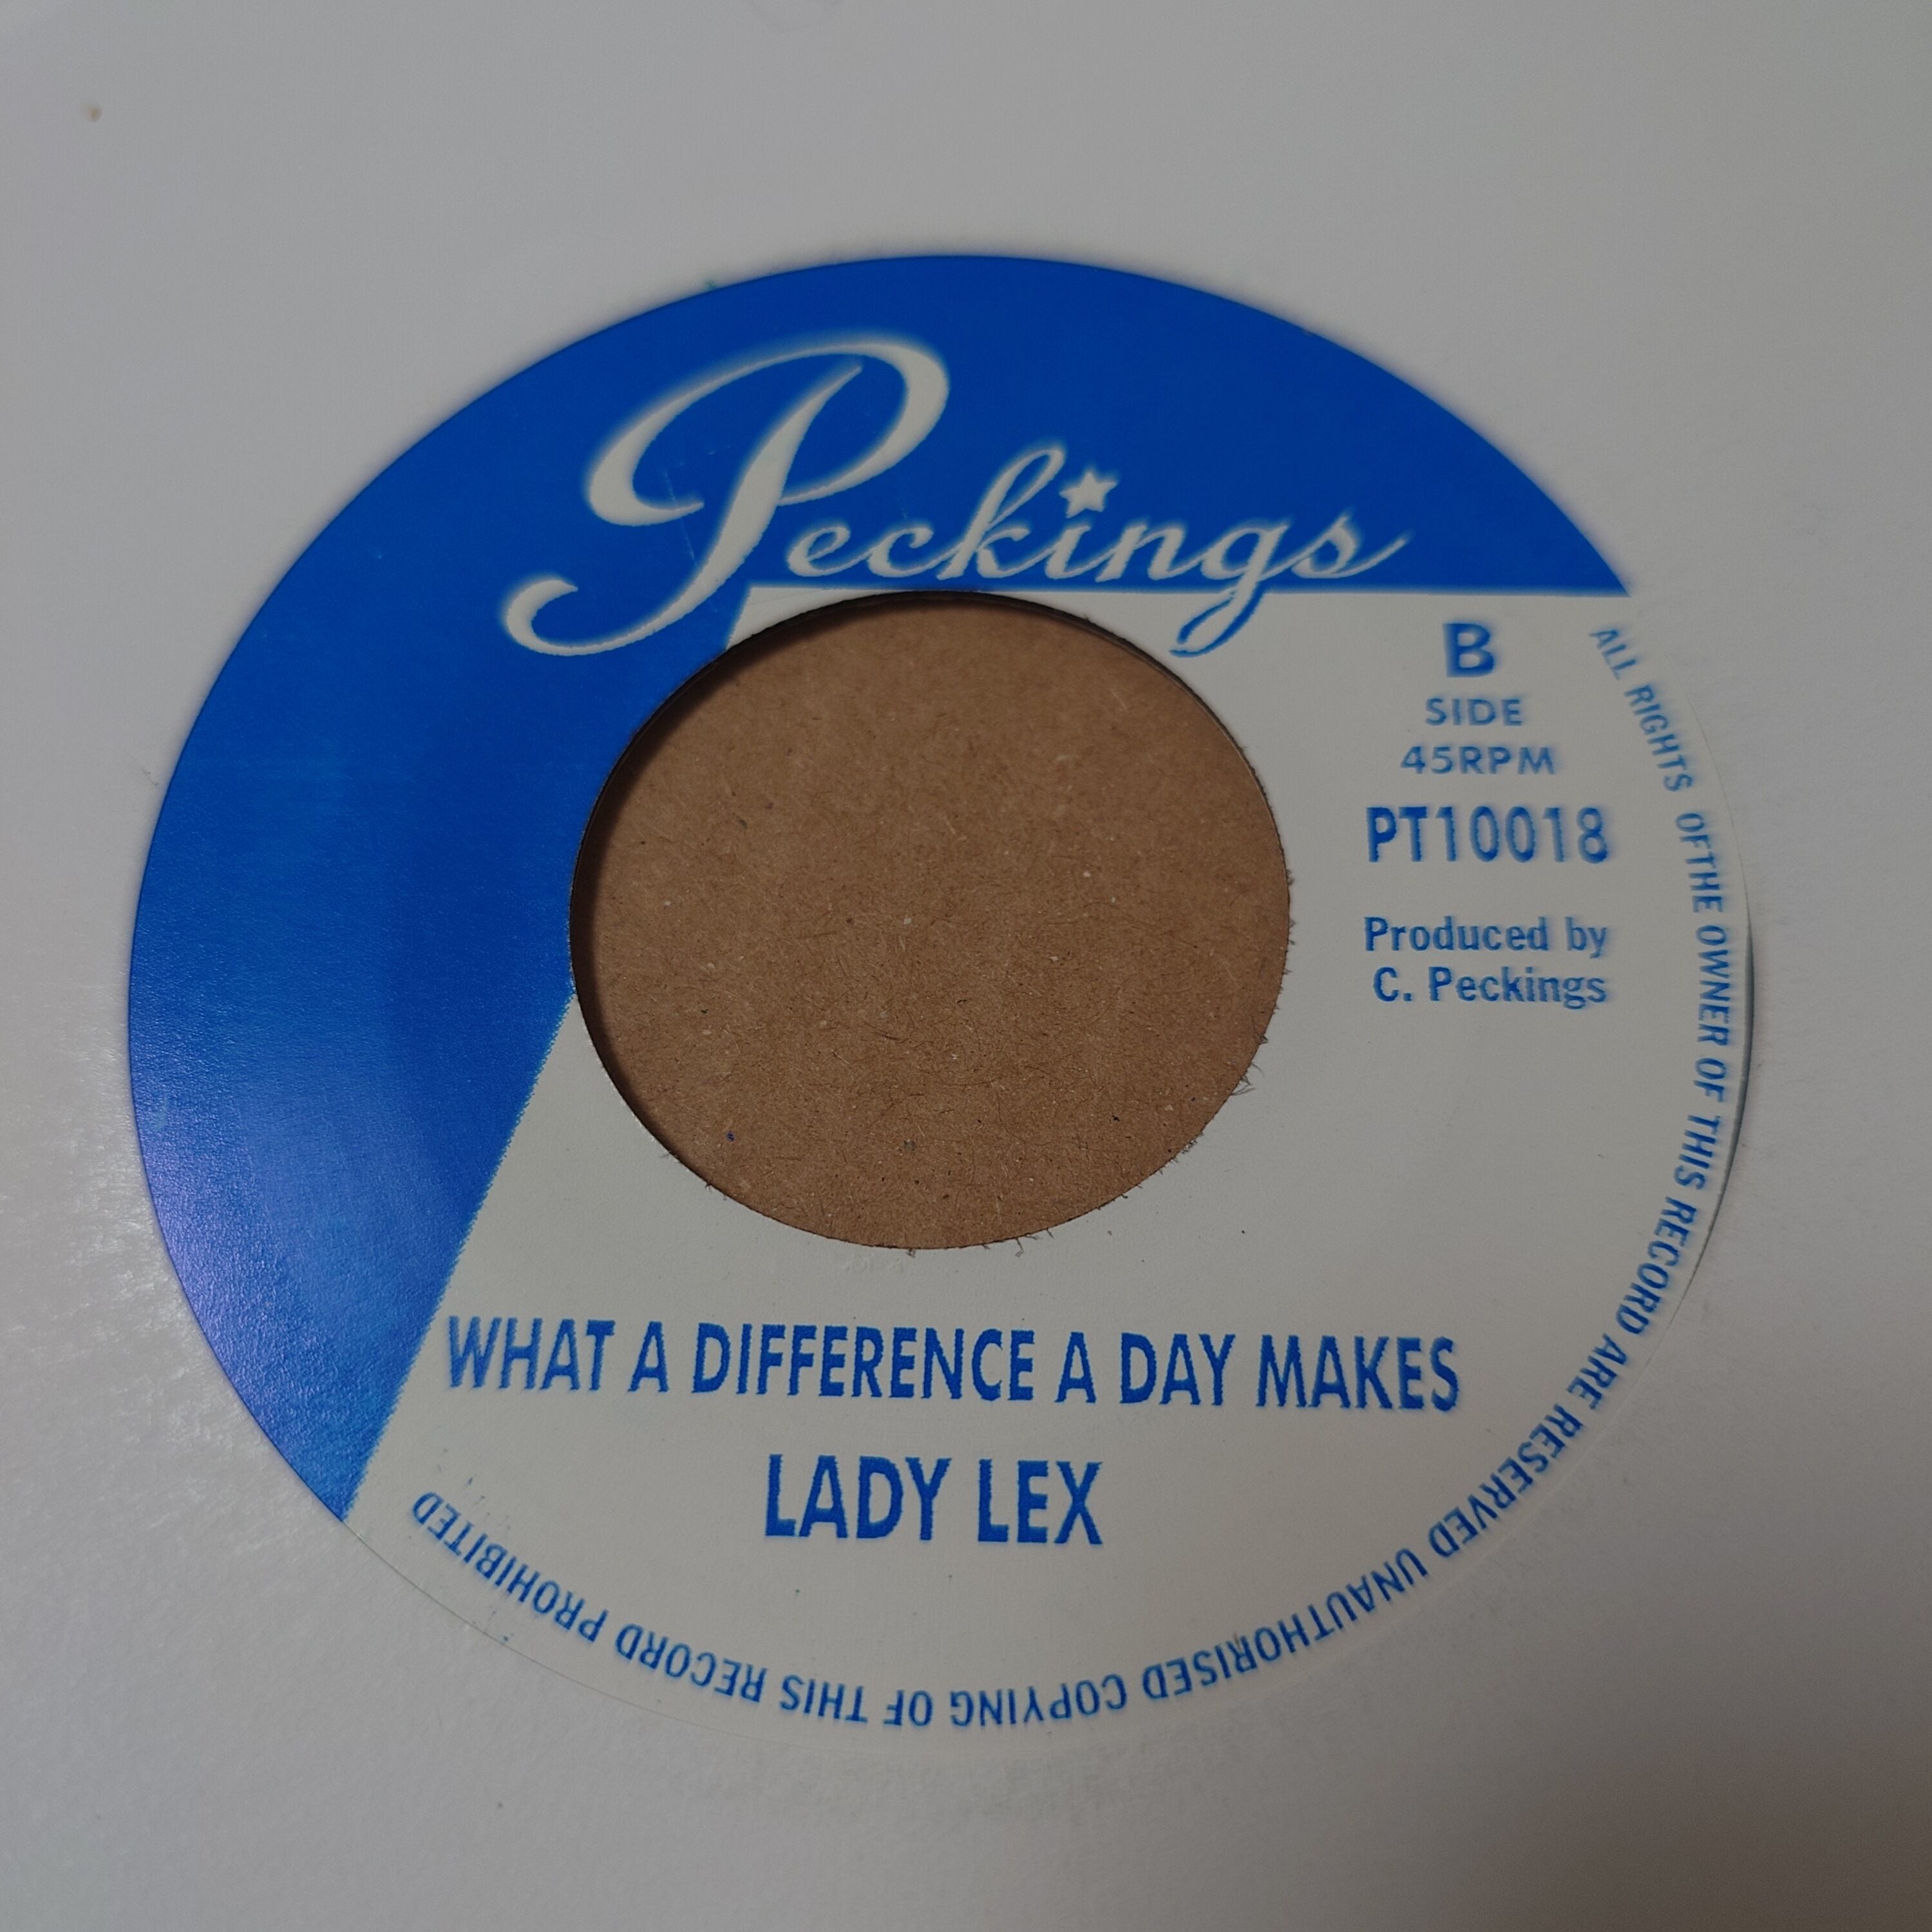 Peckings
B
SIDE
45RPM
PT10018
Produced by
C. Peckings
WHAT A DIFFERENCE A DAY MAKES
LADY LEX
ALL RIGHTS OFTHE OWNER OF THIS RECORD ARE RESERVED UNAUTHORISED COPYING OF THIS RECORD PROHIBITED